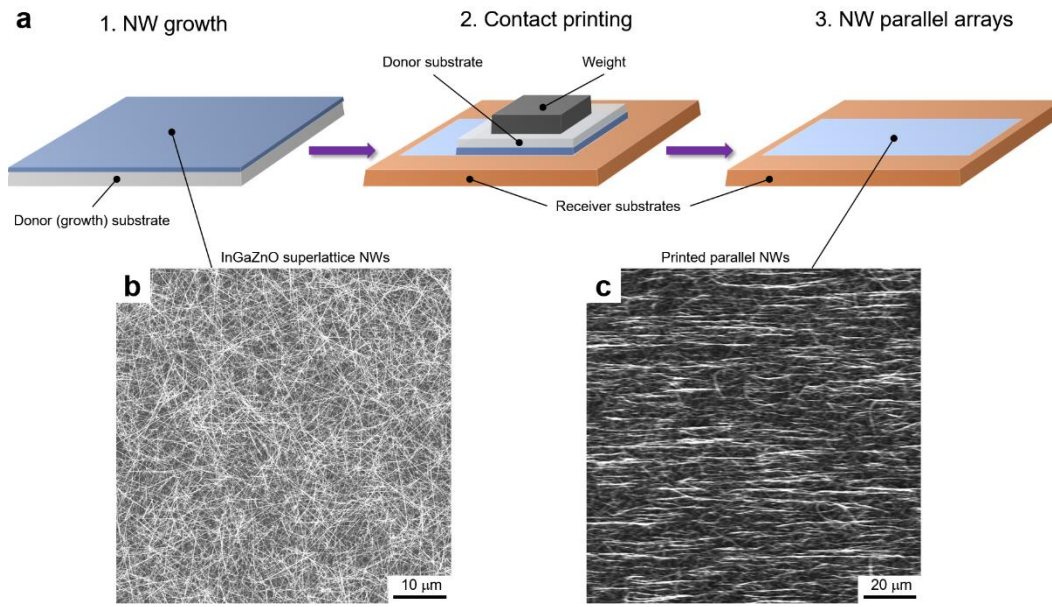 a
1. NW growth
2. Contact printing
3. NW parallel arrays
Donor substrate
Weight
Donor (growth) substrate
Receiver substrates
InGaZnO superlattice NWs
Printed parallel NWs
b
c
10 μm
20 μm